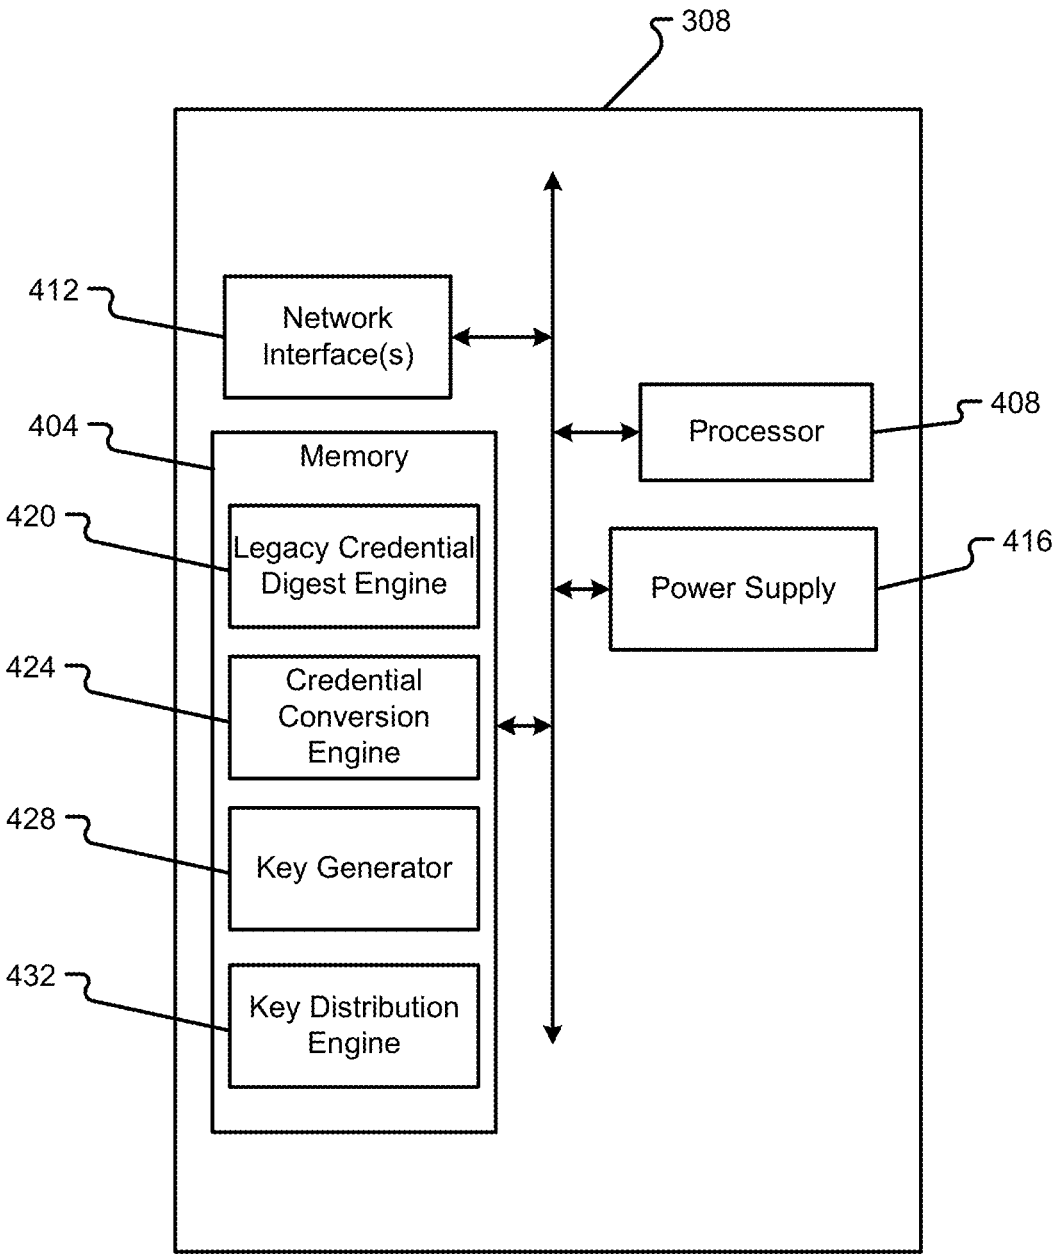 308
412
Network
Interface(s)
408
Processor
404
Memory
420
Legacy Credential
Digest Engine
416
Power Supply
424
Credential
Conversion
Engine
428
Key Generator
432
Key Distribution
Engine